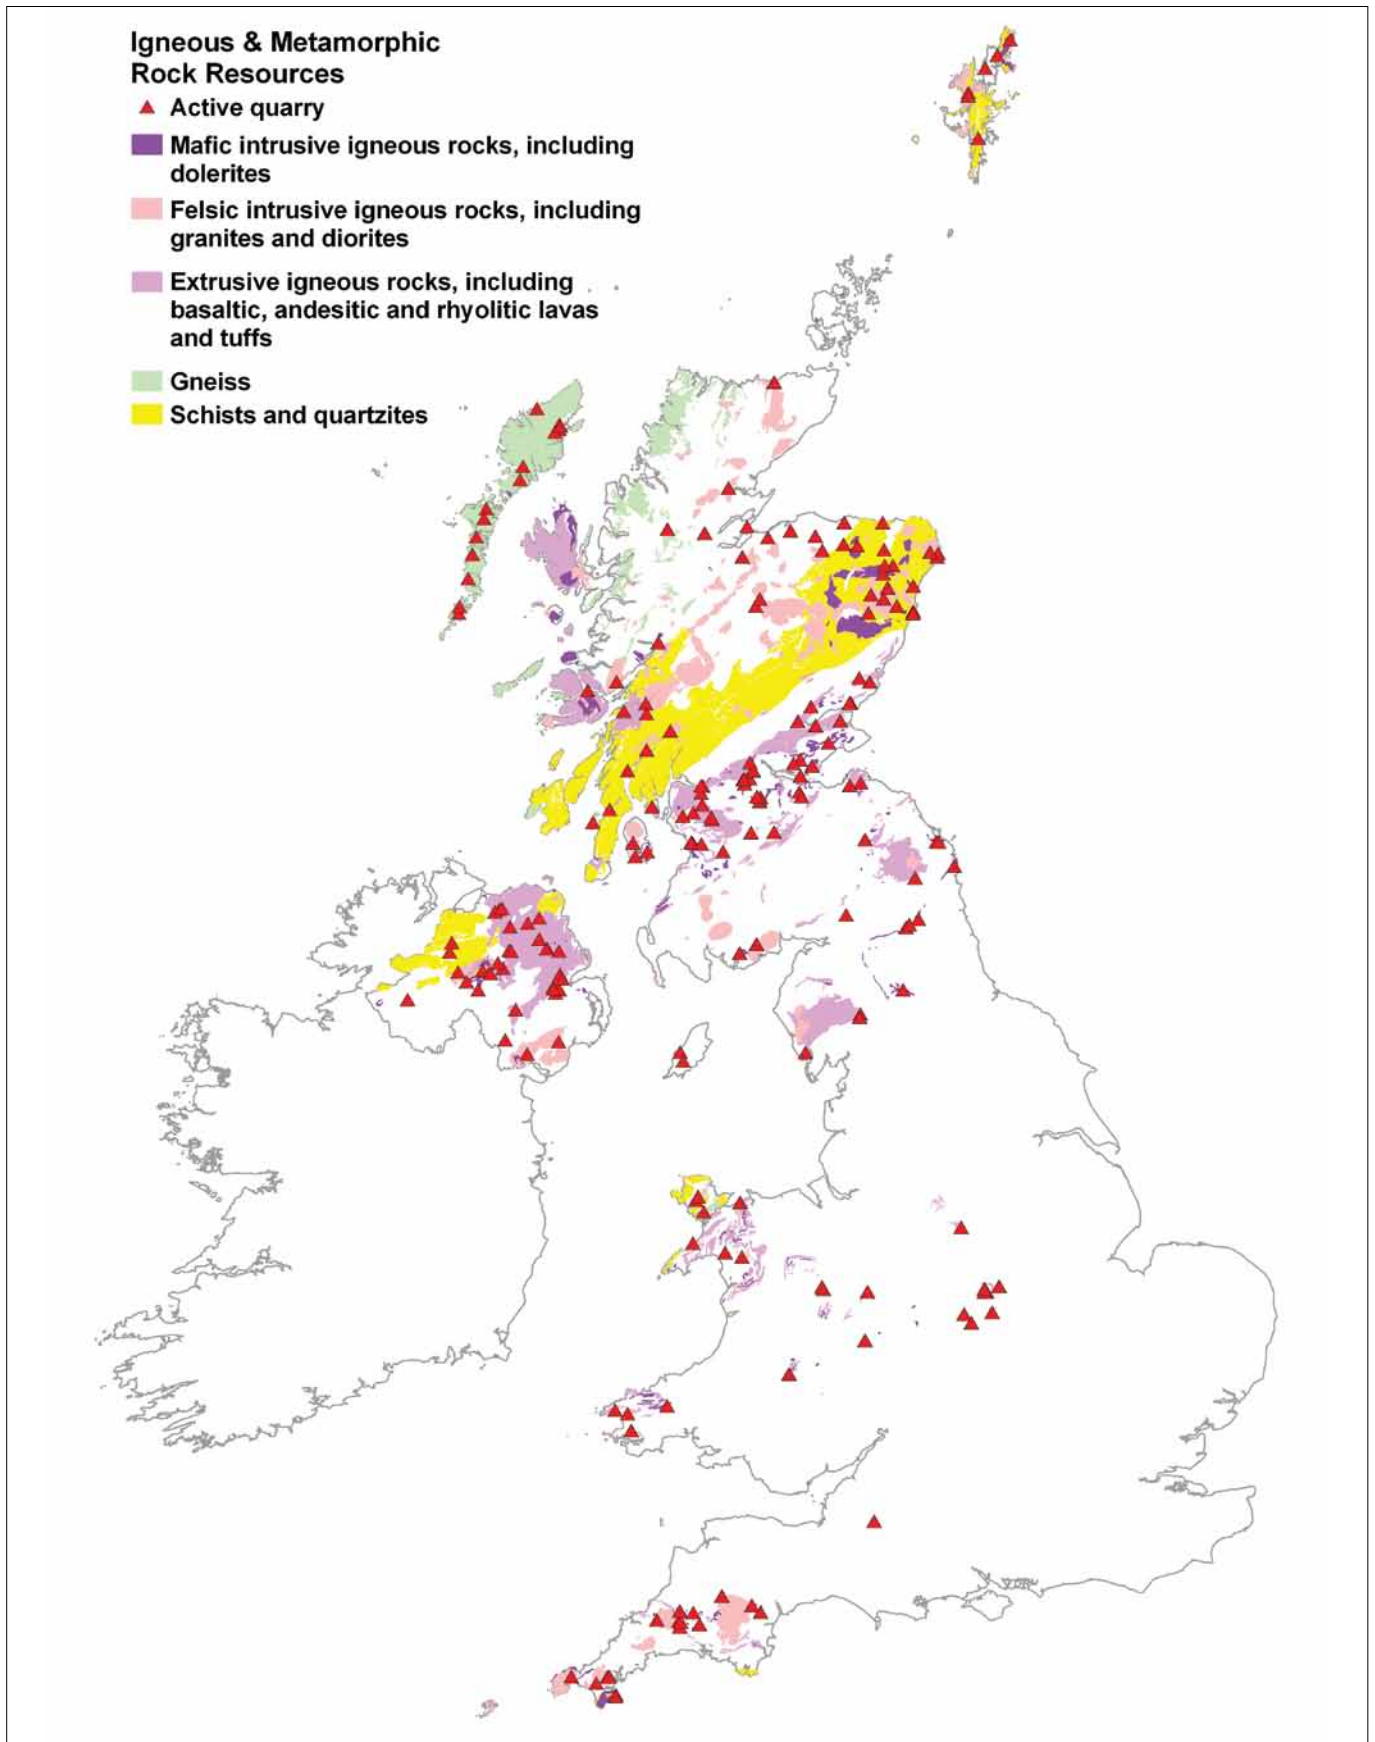 Igneous & Metamorphic
Rock Resources
Active quarry
Mafic intrusive igneous rocks, including
dolerites
Felsic intrusive igneous rocks, including
granites and diorites
Extrusive igneous rocks, including
basaltic, andesitic and rhyolitic lavas
and tuffs
Gneiss
Schists and quartzites